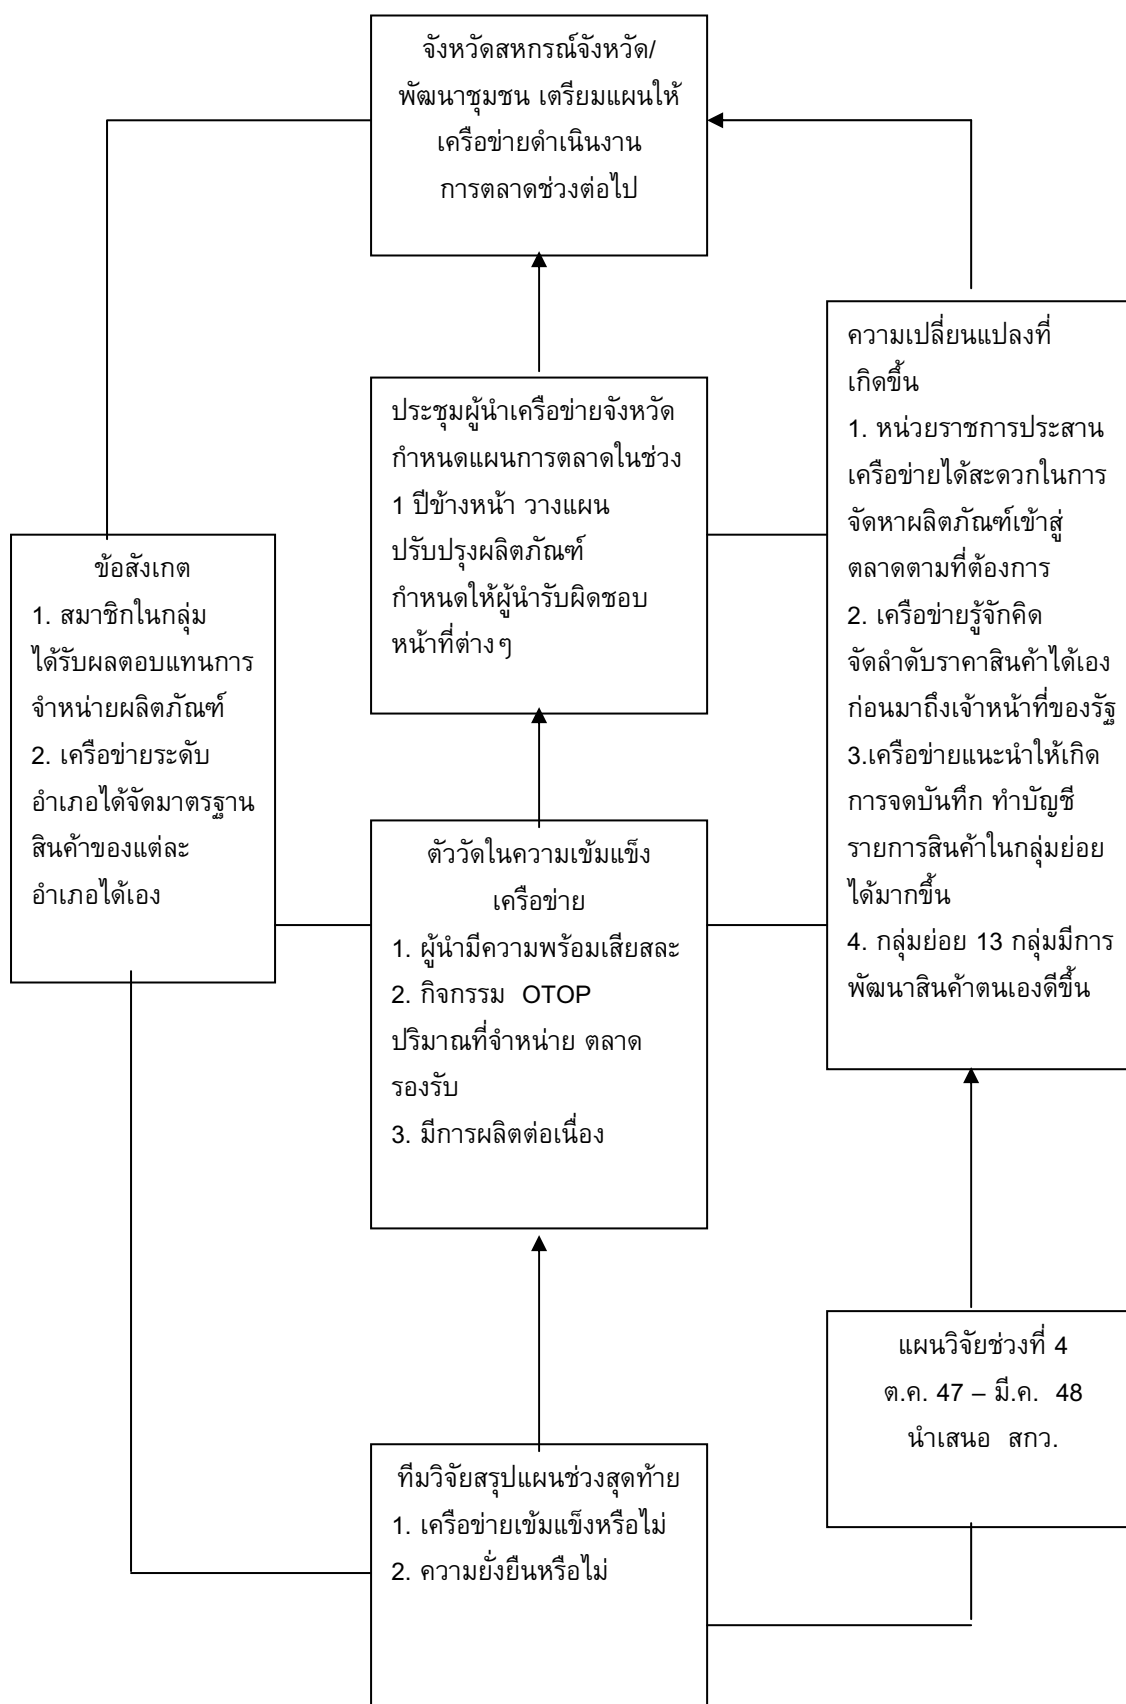 จังหวัดสหกรณ์จังหวัด/
พัฒนาชุมชน เตรียมแผนให้
เครือข่ายดำเนินงาน
การตลาดช่วงต่อไป
ประชุมผู้นำเครือข่ายจังหวัด
กำหนดแผนการตลาดในช่วง
1 ปีข้างหน้า วางแผน
ปรับปรุงผลิตภัณฑ์
กำหนดให้ผู้นำรับผิดชอบ
หน้าที่ต่างๆ
ความเปลี่ยนแปลงที่
เกิดขึ้น
1. หน่วยราชการประสาน
เครือข่ายได้สะดวกในการ
จัดหาผลิตภัณฑ์เข้าสู่
ตลาดตามที่ต้องการ
2. เครือข่ายรู้จักคิด
จัดลำดับราคาสินค้าได้เอง
ก่อนมาถึงเจ้าหน้าที่ของรัฐ
3.เครือข่ายแนะนำให้เกิด
การจดบันทึก ทำบัญชี
รายการสินค้าในกลุ่มย่อย
ได้มากขึ้น
4. กลุ่มย่อย 13 กลุ่มมีการ
พัฒนาสินค้าตนเองดีขึ้น
ข้อสังเกต
1. สมาชิกในกลุ่ม
ได้รับผลตอบแทนการ
จำหน่ายผลิตภัณฑ์
2. เครือข่ายระดับ
อำเภอได้จัดมาตรฐาน
สินค้าของแต่ละ
อำเภอได้เอง
ตัววัดในความเข้มแข็ง
เครือข่าย
1. ผู้นำมีความพร้อมเสียสละ
2. กิจกรรม OTOP
ปริมาณที่จำหน่าย ตลาด
รองรับ
3. มีการผลิตต่อเนื่อง
แผนวิจัยช่วงที่ 4
ต.ค. 47 – มี.ค. 48
นำเสนอ สกว.
ทีมวิจัยสรุปแผนช่วงสุดท้าย
1. เครือข่ายเข้มแข็งหรือไม่
2. ความยั่งยืนหรือไม่